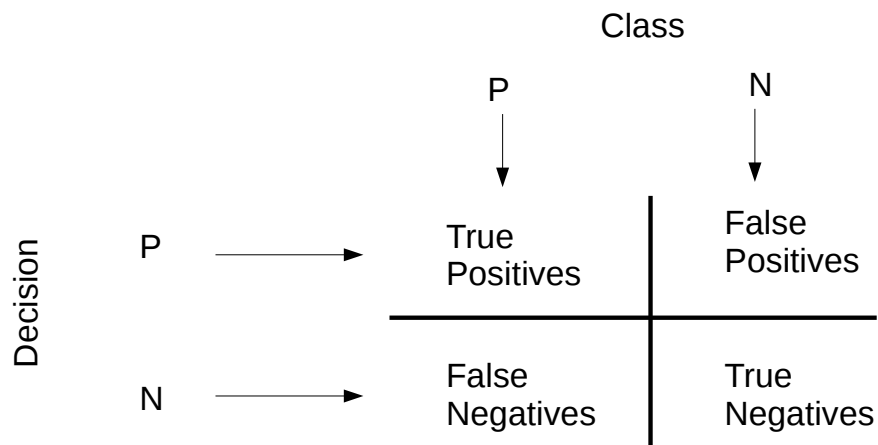 Class
P
N
Decision
P
True
Positives
False
Positives
N
False
Negatives
True
Negatives